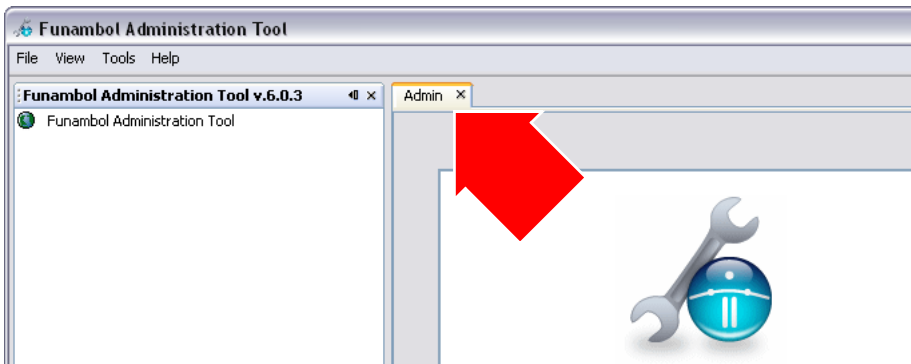 Funambol Administration Tool
File View Tools Help
Funambol Administration Tool v.6.0.3
Admin
Funambol Administration Tool